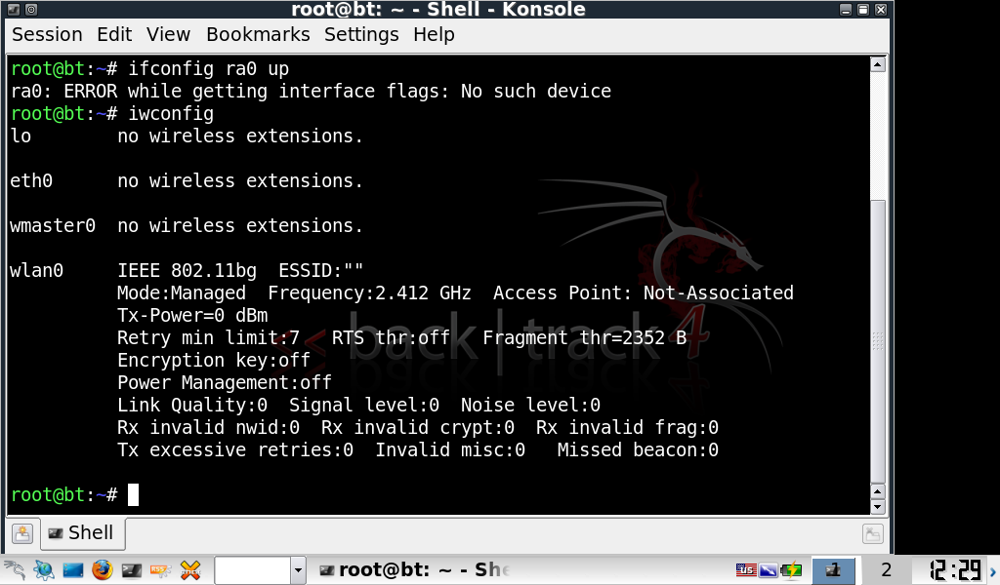 root@bt: ~ - Shell - Konsole
Session Edit View Bookmarks Settings Help
root@bt:~# ifconfig ra0 up
ra0: ERROR while getting interface flags: No such device
root@bt:~# iwconfig
lo        no wireless extensions.
eth0      no wireless extensions.
wmaster0  no wireless extensions.
wlan0     IEEE 802.11bg  ESSID:""
          Mode:Managed  Frequency:2.412 GHz  Access Point: Not-Associated
          Tx-Power=0 dBm
          Retry min limit:7   RTS thr:off   Fragment thr=2352 B
          Encryption key:off
          Power Management:off
          Link Quality:0  Signal level:0  Noise level:0
          Rx invalid nwid:0  Rx invalid crypt:0  Rx invalid frag:0
          Tx excessive retries:0  Invalid misc:0   Missed beacon:0
root@bt:~#
<< back | track 4
Shell
root@bt: ~ - She
1 2 12:29